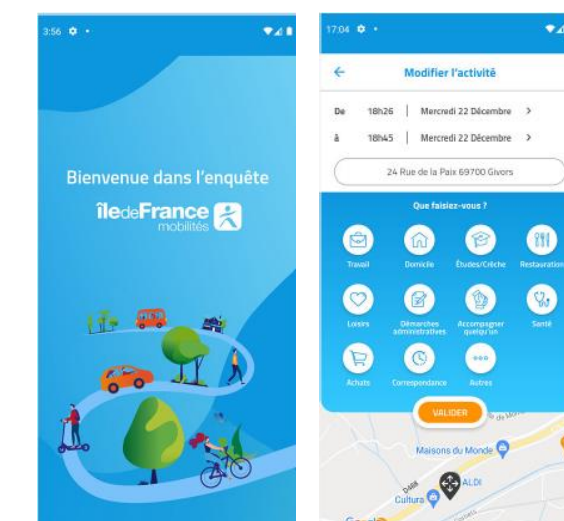 3:56
Bienvenue dans l'enquête
îledeFrance
mobilités
17:04
Modifier l'activité
De 18h26 | Mercredi 22 Décembre >
à 18h45 | Mercredi 22 Décembre >
24 Rue de la Paix 69700 Givors
Que faisiez-vous ?
Travail Domicile Études/Crèche Restauration
Loisirs Démarches administratives Accompagner quelqu'un Santé
Achats Correspondance Autres
VALIDER
Maisons du Monde
D488
ALDI
Cultura
Google